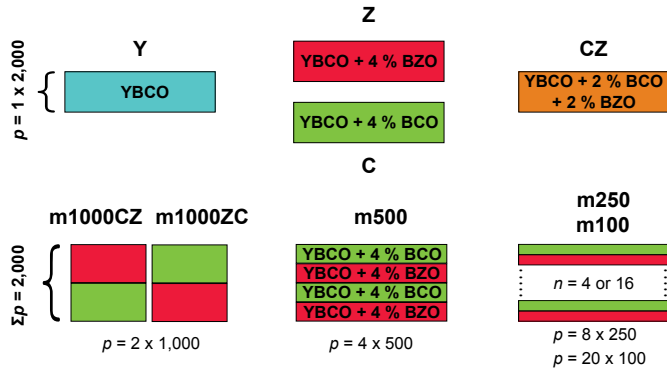 Y
Z
CZ
p = 1 x 2,000
YBCO
YBCO + 4 % BZO
YBCO + 4 % BCO
YBCO + 2 % BCO
+ 2 % BZO
C
m1000CZ
m1000ZC
m500
m250
m100
Σp = 2,000
YBCO + 4 % BCO
YBCO + 4 % BZO
YBCO + 4 % BCO
YBCO + 4 % BZO
n = 4 or 16
p = 2 x 1,000
p = 4 x 500
p = 8 x 250
p = 20 x 100